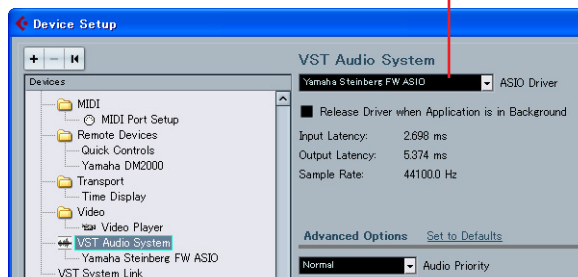 Device Setup
VST Audio System
Devices
Yamaha Steinberg FW ASIO
ASIO Driver
MIDI
MIDI Port Setup
Remote Devices
Quick Controls
Yamaha DM2000
Transport
Time Display
Video
Video Player
VST Audio System
Yamaha Steinberg FW ASIO
VST System Link
Release Driver when Application is in Background
Input Latency: 2.698 ms
Output Latency: 5.374 ms
Sample Rate: 44100.0 Hz
Advanced Options Set to Defaults
Normal Audio Priority